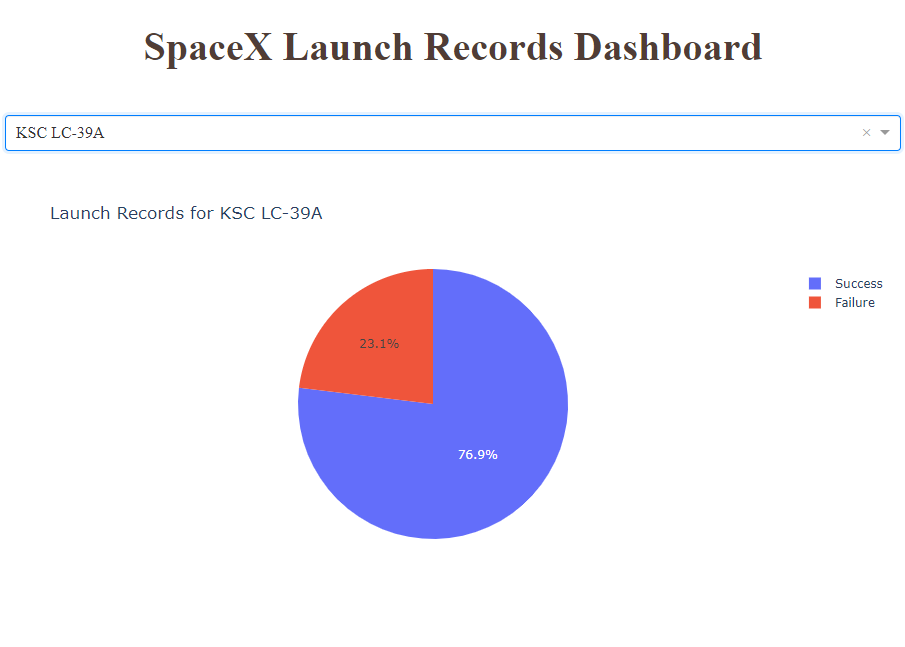 SpaceX Launch Records Dashboard
KSC LC-39A
Launch Records for KSC LC-39A
Success
Failure
23.1%
76.9%